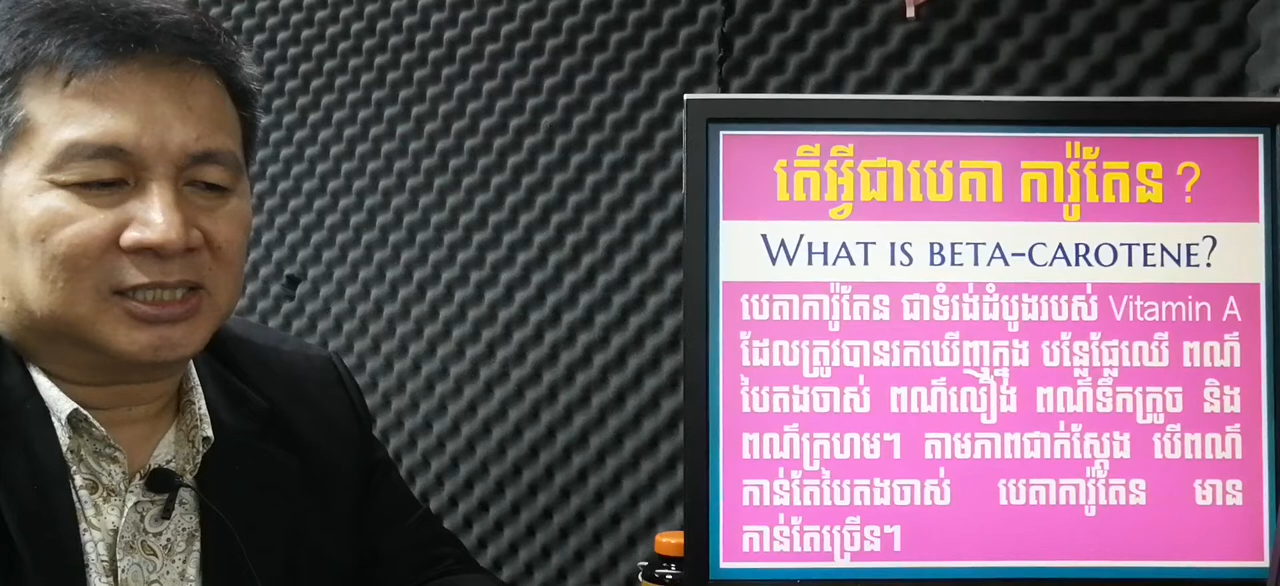 តើអ្វីជាបេតា ការ៉ូតែន ?
What is beta-carotene?
បេតាការ៉ូតែន ជាទំរង់ដំបូងរបស់ Vitamin A
ដែលត្រូវបានរកឃើញក្នុង បន្លែផ្លែឈើ ពណ៌
បៃតងចាស់ ពណ៌លឿង ពណ៌ទឹកក្រូច និង
ពណ៌ក្រហម។ តាមភាពជាក់ស្តែង បើពណ៌
កាន់តែបៃតងចាស់ បេតាការ៉ូតែន មាន
កាន់តែច្រើន។